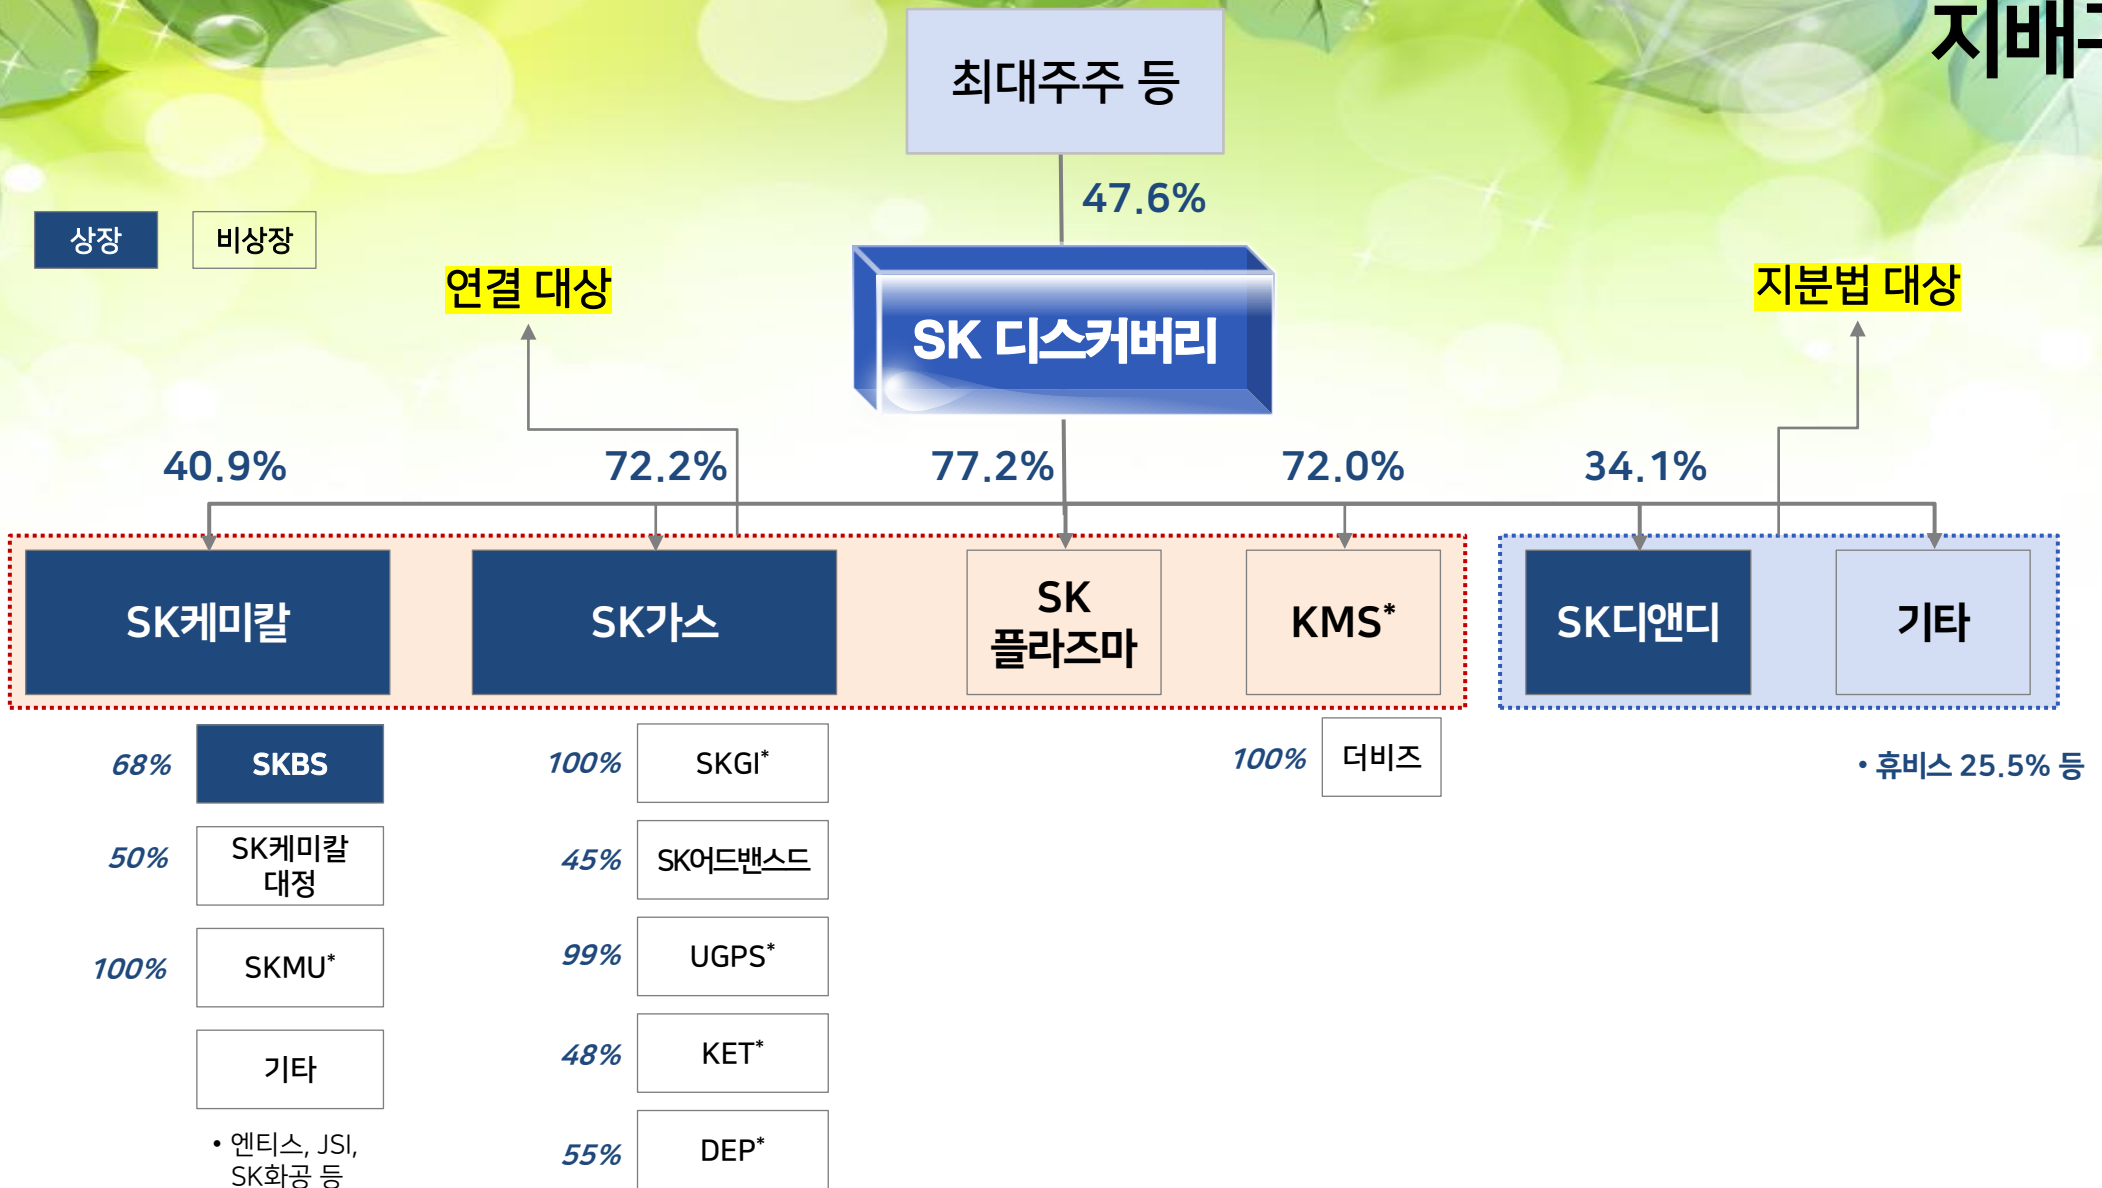 지배구
최대주주 등
47.6%
상장
비상장
연결 대상
지분법 대상
SK 디스커버리
40.9%
72.2%
77.2%
72.0%
34.1%
SK케미칼
SK가스
SK
플라즈마
KMS*
SK디앤디
기타
68%
SKBS
100%
SKGI*
100%
더비즈
• 휴비스 25.5% 등
50%
SK케미칼
대정
45%
SK어드밴스드
100%
SKMU*
99%
UGPS*
기타
48%
KET*
• 엔티스, JSI,
SK화공 등
55%
DEP*